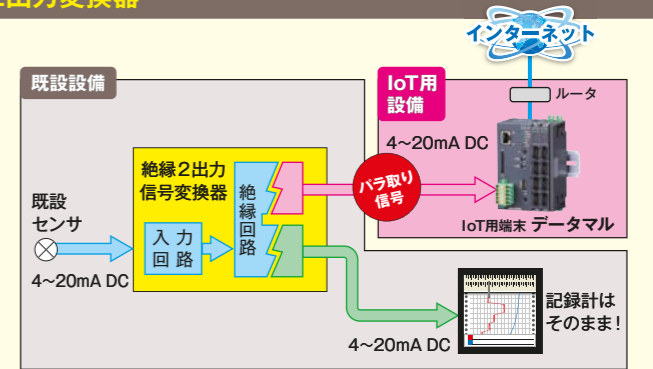 出力変換器
インターネット
既設設備
IoT用
設備
ルータ
4~20mA DC
絶縁2出力
信号変換器
絶縁回路
バラ取り
信号
既設
センサ
入力
回路
IoT用端末 データマル
4~20mA DC
記録計は
そのまま!
4~20mA DC